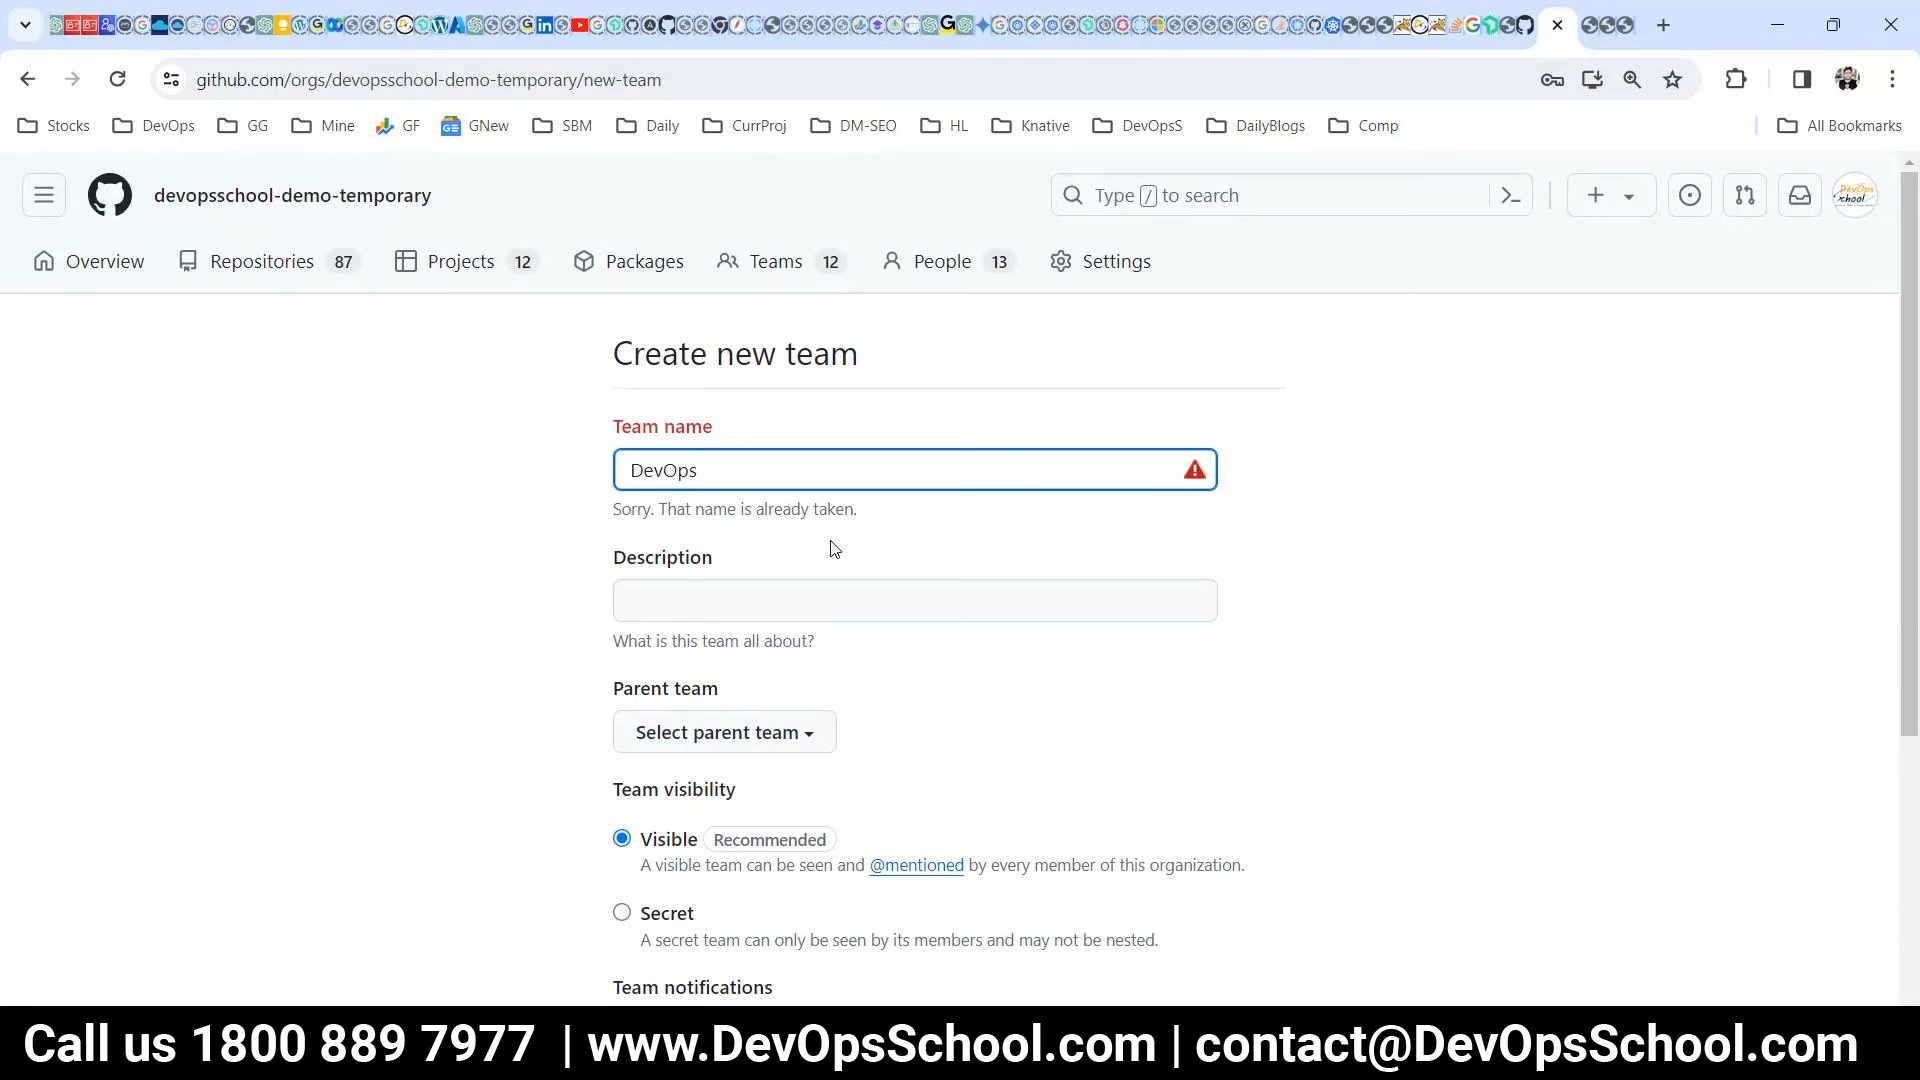 github.com/orgs/devopsschool-demo-temporary/new-team
Stocks DevOps GG Mine GF GNew SBM Daily CurrProj DM-SEO HL Knative DevOpsS DailyBlogs Comp All Bookmarks
devopsschool-demo-temporary
Type / to search
DevOps
School
Overview Repositories 87 Projects 12 Packages Teams 12 People 13 Settings
Create new team
Team name
DevOps
Sorry. That name is already taken.
Description
What is this team all about?
Parent team
Select parent team
Team visibility
Visible Recommended
A visible team can be seen and @mentioned by every member of this organization.
Secret
A secret team can only be seen by its members and may not be nested.
Team notifications
Call us 1800 889 7977 | www.DevOpsSchool.com | contact@DevOpsSchool.com